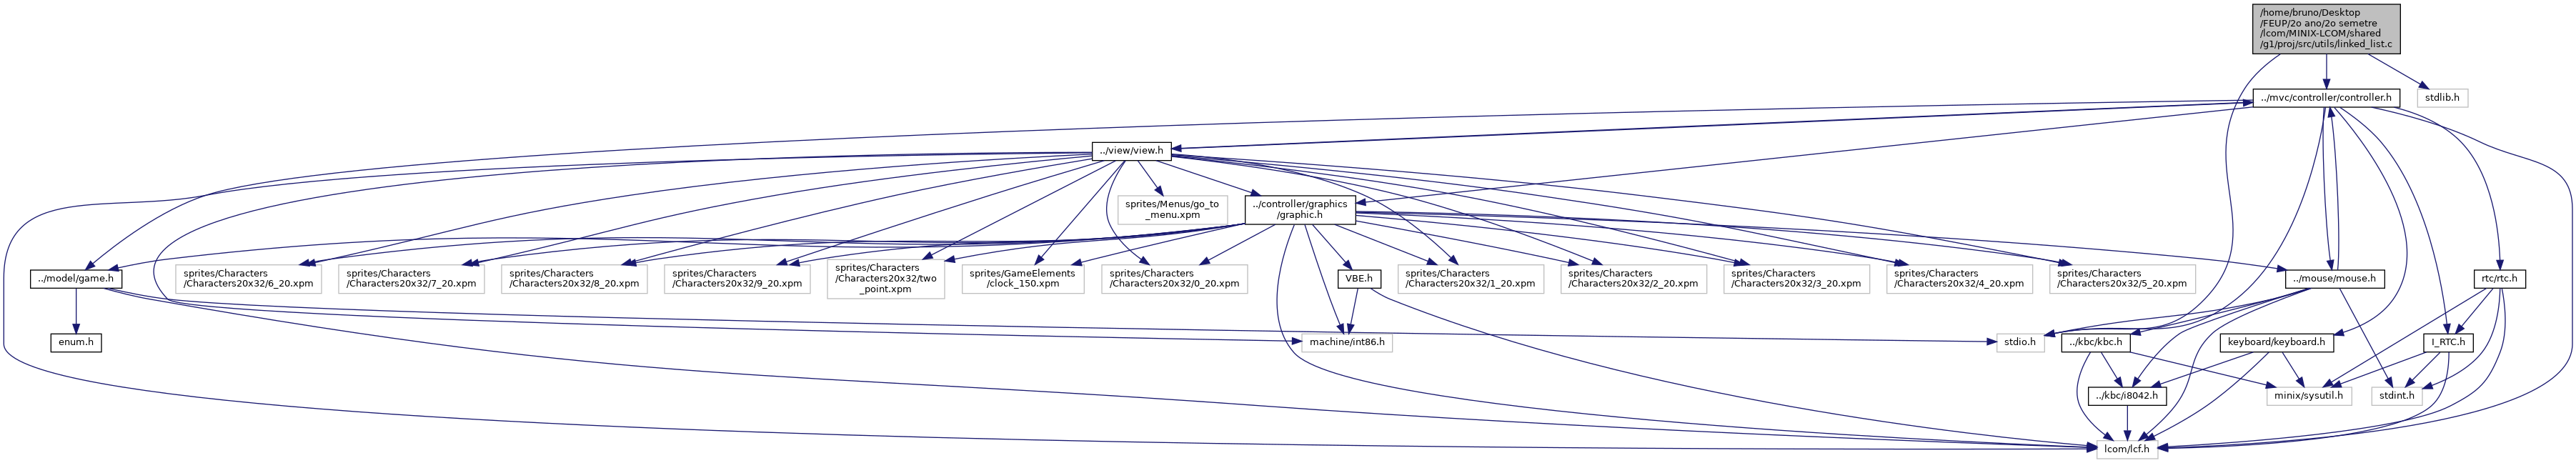 /home/bruno/Desktop
/FEUP/2o ano/2o semetre
/lcom/MINIX-LCOM/shared
/g1/proj/src/utils/linked_list.c
../mvc/controller/controller.h
stdlib.h
../view/view.h
sprites/Menus/go_to
_menu.xpm
../controller/graphics
/graphic.h
../model/game.h
sprites/Characters
/Characters20x32/6_20.xpm
sprites/Characters
/Characters20x32/7_20.xpm
sprites/Characters
/Characters20x32/8_20.xpm
sprites/Characters
/Characters20x32/9_20.xpm
sprites/Characters
/Characters20x32/two
_point.xpm
sprites/GameElements
/clock_150.xpm
sprites/Characters
/Characters20x32/0_20.xpm
VBE.h
sprites/Characters
/Characters20x32/1_20.xpm
sprites/Characters
/Characters20x32/2_20.xpm
sprites/Characters
/Characters20x32/3_20.xpm
sprites/Characters
/Characters20x32/4_20.xpm
sprites/Characters
/Characters20x32/5_20.xpm
../mouse/mouse.h
rtc/rtc.h
enum.h
machine/int86.h
stdio.h
../kbc/kbc.h
keyboard/keyboard.h
I_RTC.h
../kbc/i8042.h
minix/sysutil.h
stdint.h
lcom/lcf.h